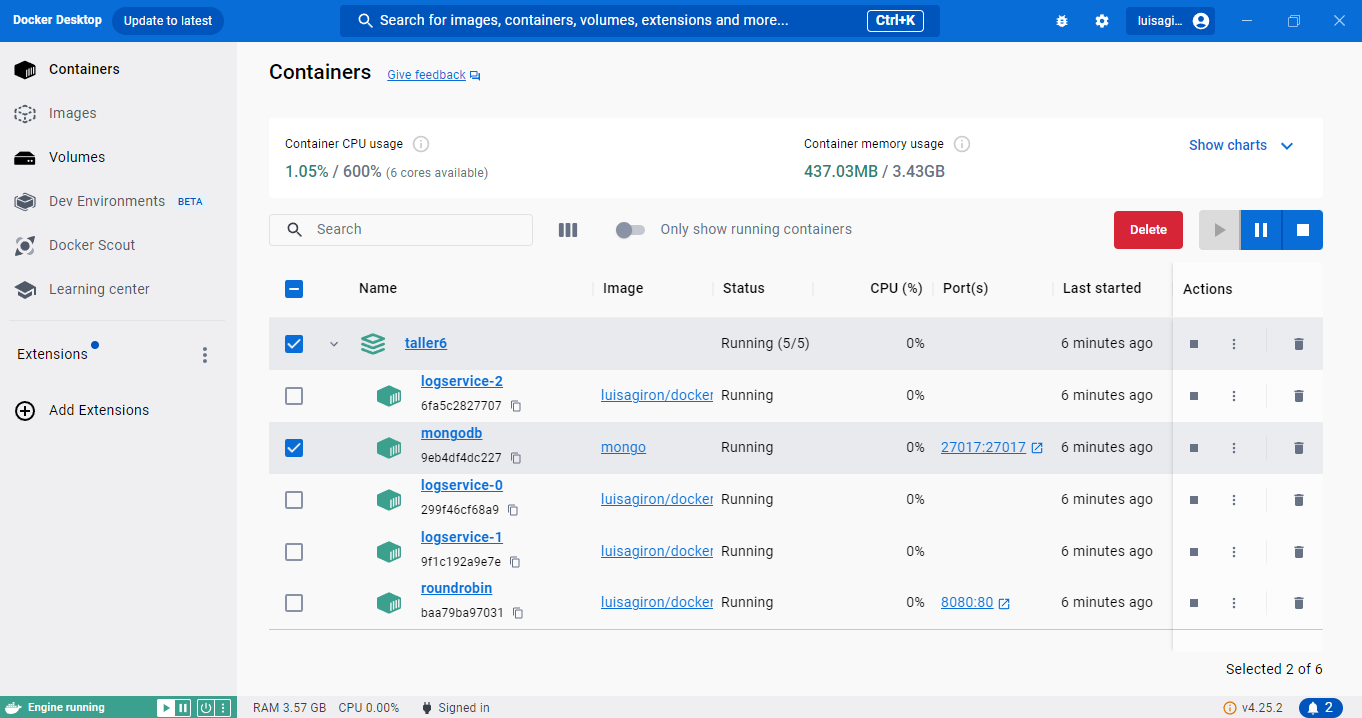 Docker Desktop Update to latest Search for images, containers, volumes, extensions and more... Ctrl+K luisagi...
Containers
Images
Volumes
Dev Environments BETA
Docker Scout
Learning center
Extensions
Add Extensions
Containers Give feedback
Container CPU usage
1.05% / 600% (6 cores available)
Container memory usage
437.03MB / 3.43GB
Show charts
Search
Only show running containers
Delete
Name Image Status CPU (%) Port(s) Last started Actions
taller6 Running (5/5) 0% 6 minutes ago
logservice-2
6fa5c2827707
luisagiron/docker Running 0% 6 minutes ago
mongodb
9eb4df4dc227
mongo Running 0% 27017:27017 6 minutes ago
logservice-0
299f46cf68a9
luisagiron/docker Running 0% 6 minutes ago
logservice-1
9f1c192a9e7e
luisagiron/docker Running 0% 6 minutes ago
roundrobin
baa79ba97031
luisagiron/docker Running 0% 8080:80 6 minutes ago
Selected 2 of 6
Engine running RAM 3.57 GB CPU 0.00% Signed in v4.25.2 2